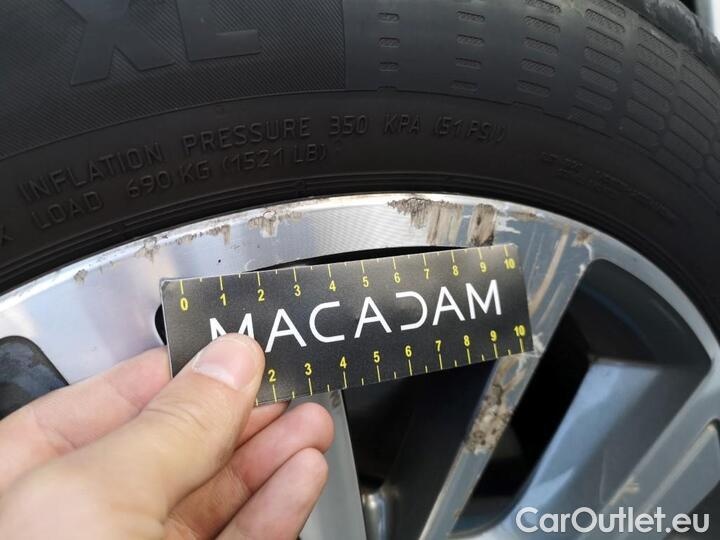 XL
INFLATION PRESSURE 350 KPA (51 PSI)
LOAD 690 KG (1521 LB)
0 1 2 3 4 5 6 7 8 9 10
MACADAM
2 3 4 5 6 7 8 9 10
CarOutlet.eu